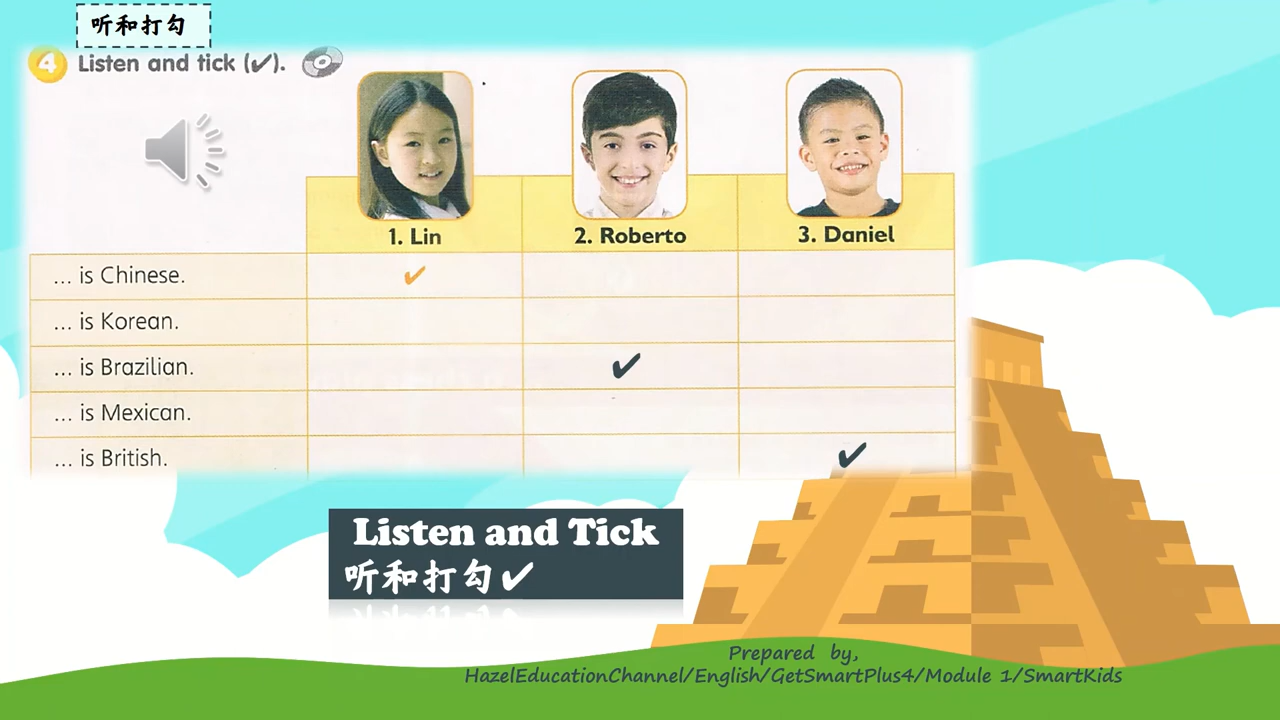 听和打勾
4 Listen and tick (✔).
1. Lin 2. Roberto 3. Daniel
... is Chinese. ✔
... is Korean.
... is Brazilian. ✔
... is Mexican.
... is British. ✔
Listen and Tick
听和打勾✔
Prepared by,
HazelEducationChannel/English/GetSmartPlus4/Module 1/SmartKids